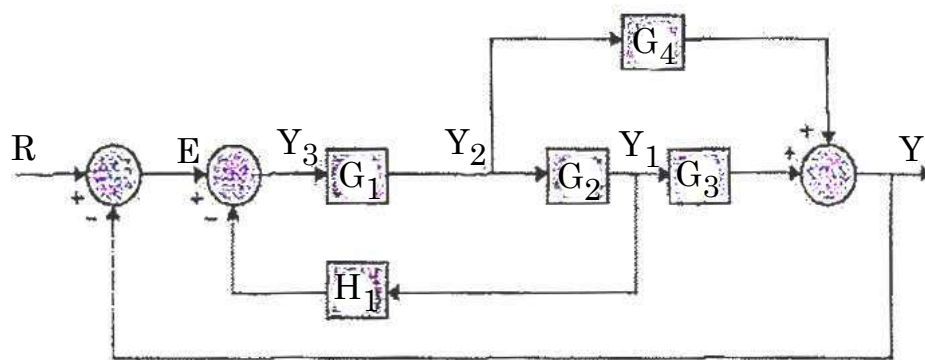 G4
R E Y3 Y2 Y1 Y
G1 G2 G3
+ + + +
- -
H1